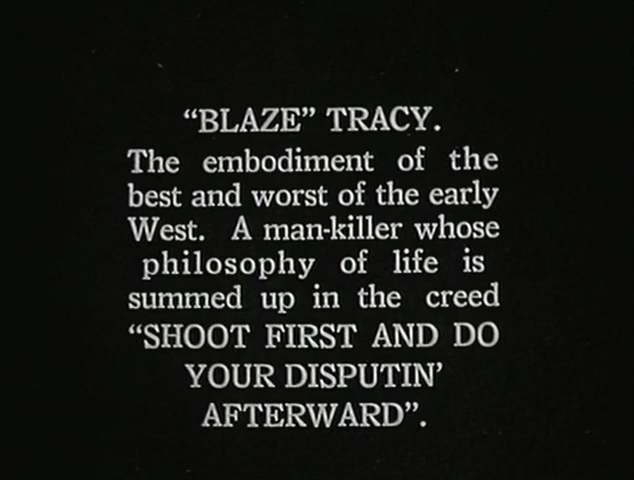 “BLAZE” TRACY.
The embodiment of the
best and worst of the early
West. A man-killer whose
philosophy of life is
summed up in the creed
“SHOOT FIRST AND DO
YOUR DISPUTIN’
AFTERWARD”.